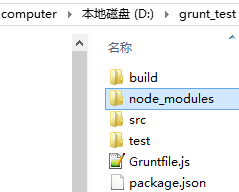 computer ▸ 本地磁盘 (D:) ▸ grunt_test
名称
build
node_modules
src
test
Gruntfile.js
package.json